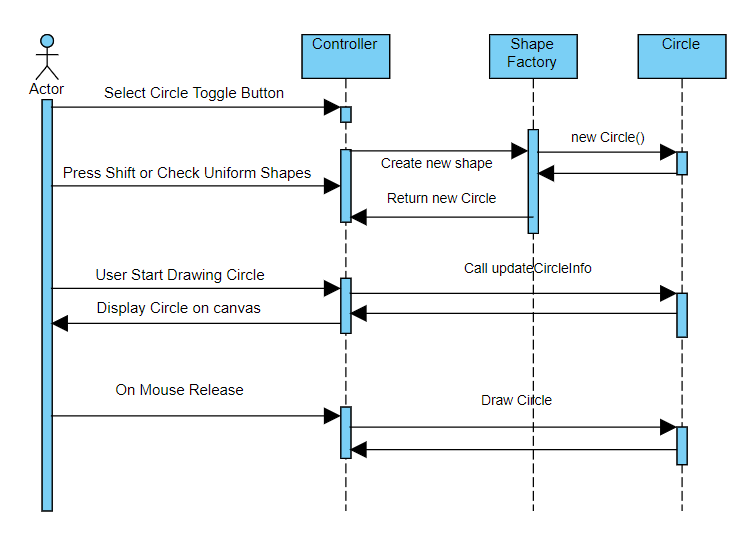 Controller
Shape
Factory
Circle
Actor
Select Circle Toggle Button
new Circle()
Create new shape
Press Shift or Check Uniform Shapes
Return new Circle
Call updateCircleInfo
User Start Drawing Circle
Display Circle on canvas
On Mouse Release
Draw Circle